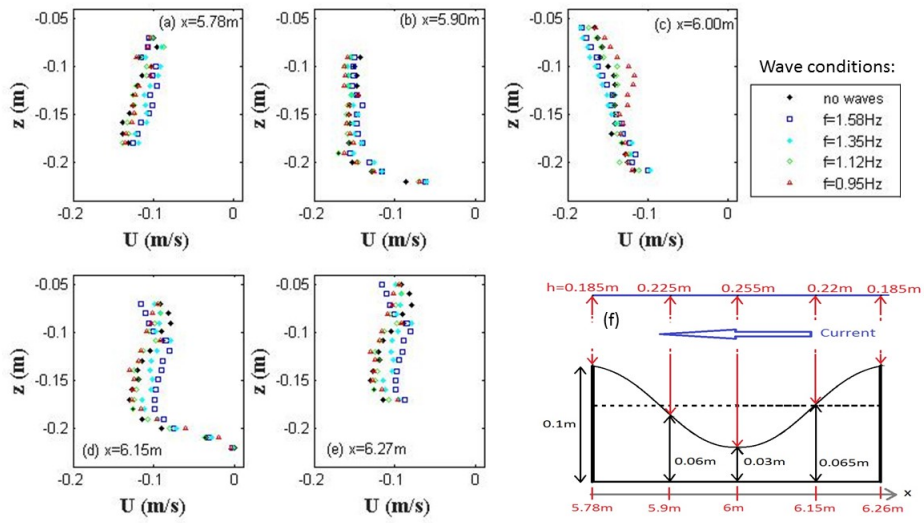 (a) x=5.78m
-0.05
-0.1
-0.15
-0.2
z (m)
-0.2 -0.1 0
U (m/s)
(b) x=5.90m
-0.05
-0.1
-0.15
-0.2
z (m)
-0.2 -0.1 0
U (m/s)
(c) x=6.00m
-0.05
-0.1
-0.15
-0.2
z (m)
-0.2 -0.1 0
U (m/s)
Wave conditions:
no waves
f=1.58Hz
f=1.35Hz
f=1.12Hz
f=0.95Hz
-0.05
-0.1
-0.15
-0.2
z (m)
(d) x=6.15m
-0.2 -0.1 0
U (m/s)
-0.05
-0.1
-0.15
-0.2
z (m)
(e) x=6.27m
-0.2 -0.1 0
U (m/s)
h=0.185m 0.225m 0.255m 0.22m 0.185m
(f)
Current
0.1m
0.06m 0.03m 0.065m
x
5.78m 5.9m 6m 6.15m 6.26m